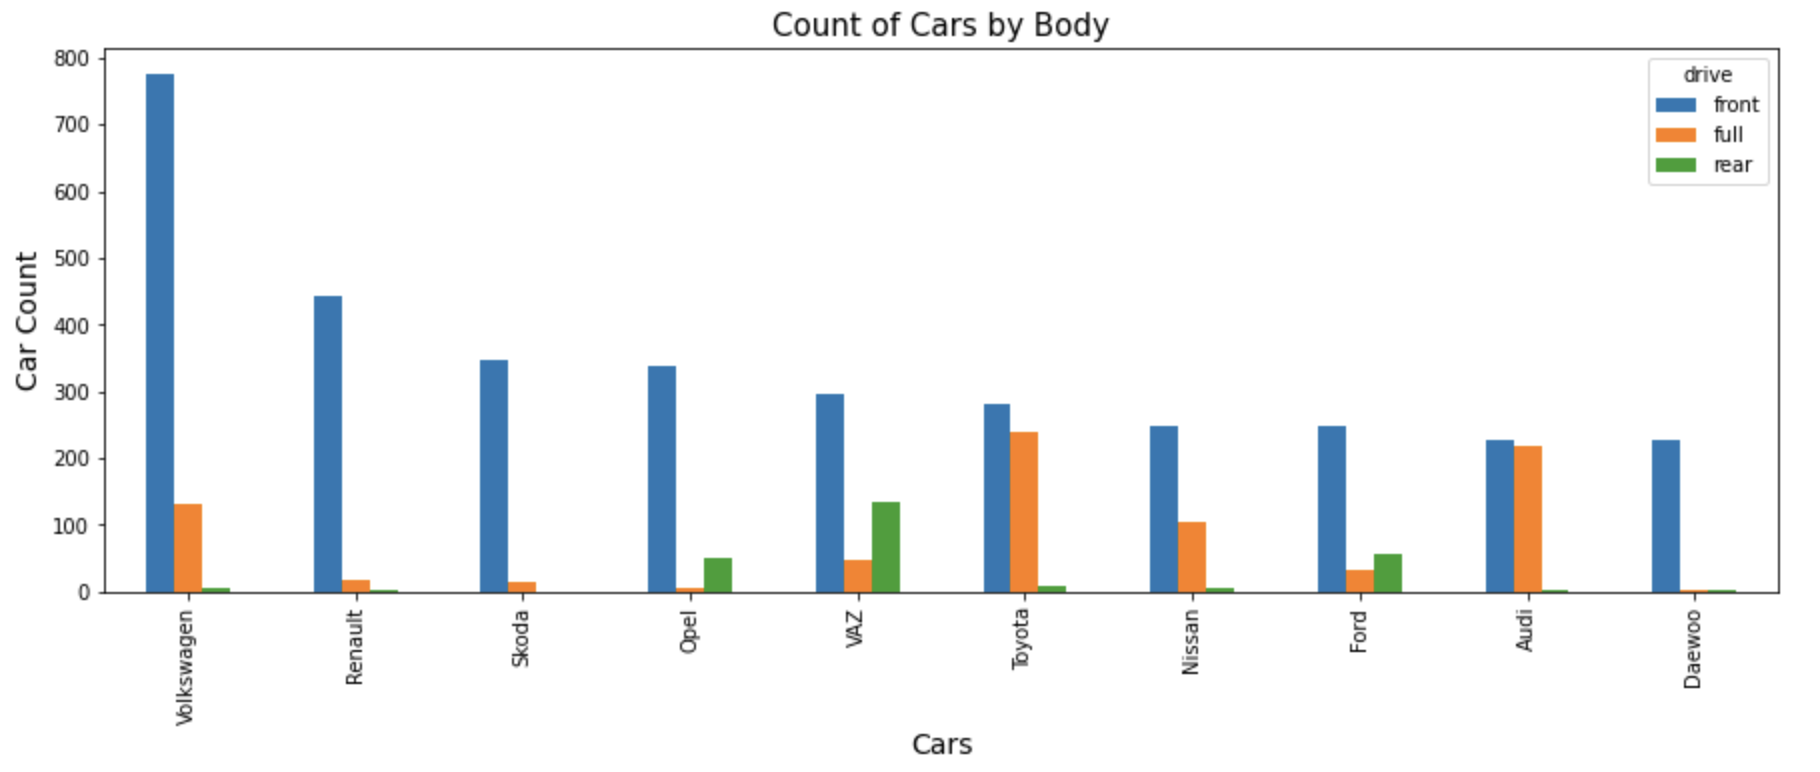 Count of Cars by Body
800
700
600
500
400
300
200
100
0
Car Count
drive
front
full
rear
Volkswagen
Renault
Skoda
Opel
VAZ
Toyota
Nissan
Ford
Audi
Daewoo
Cars